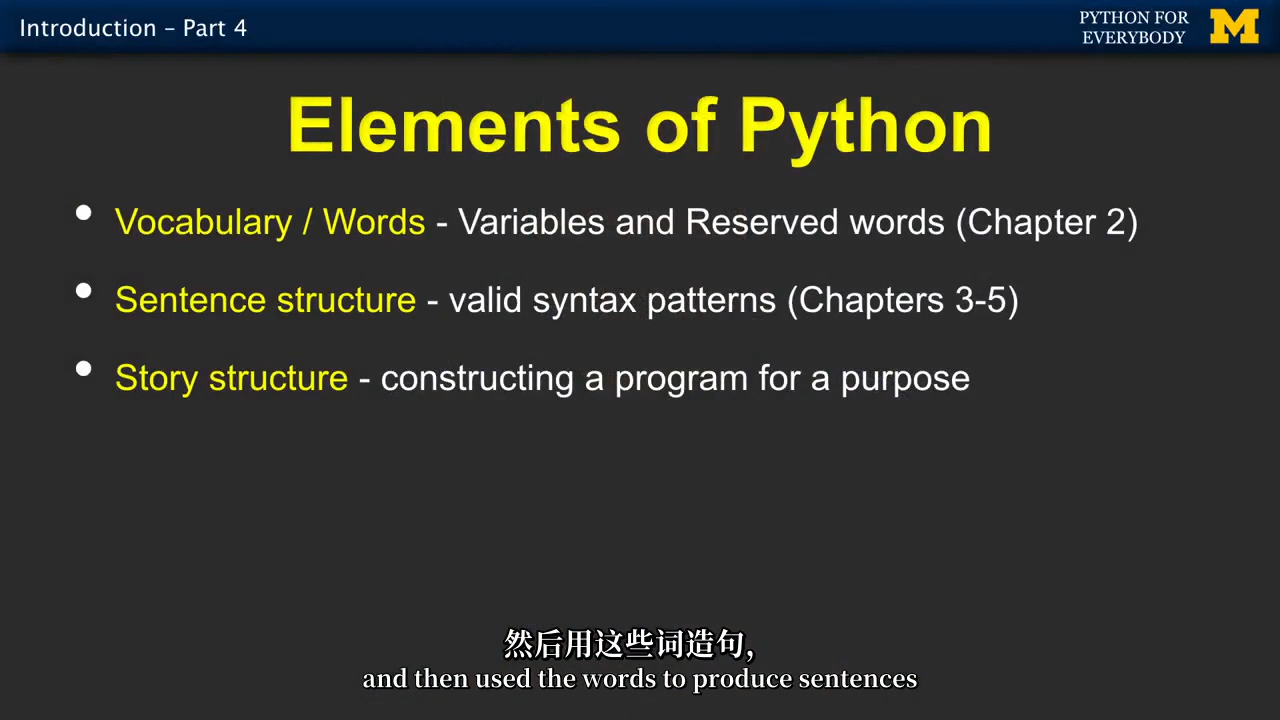 Introduction – Part 4
PYTHON FOR
EVERYBODY
Elements of Python
• Vocabulary / Words - Variables and Reserved words (Chapter 2)
• Sentence structure - valid syntax patterns (Chapters 3-5)
• Story structure - constructing a program for a purpose
然后用这些词造句,
and then used the words to produce sentences